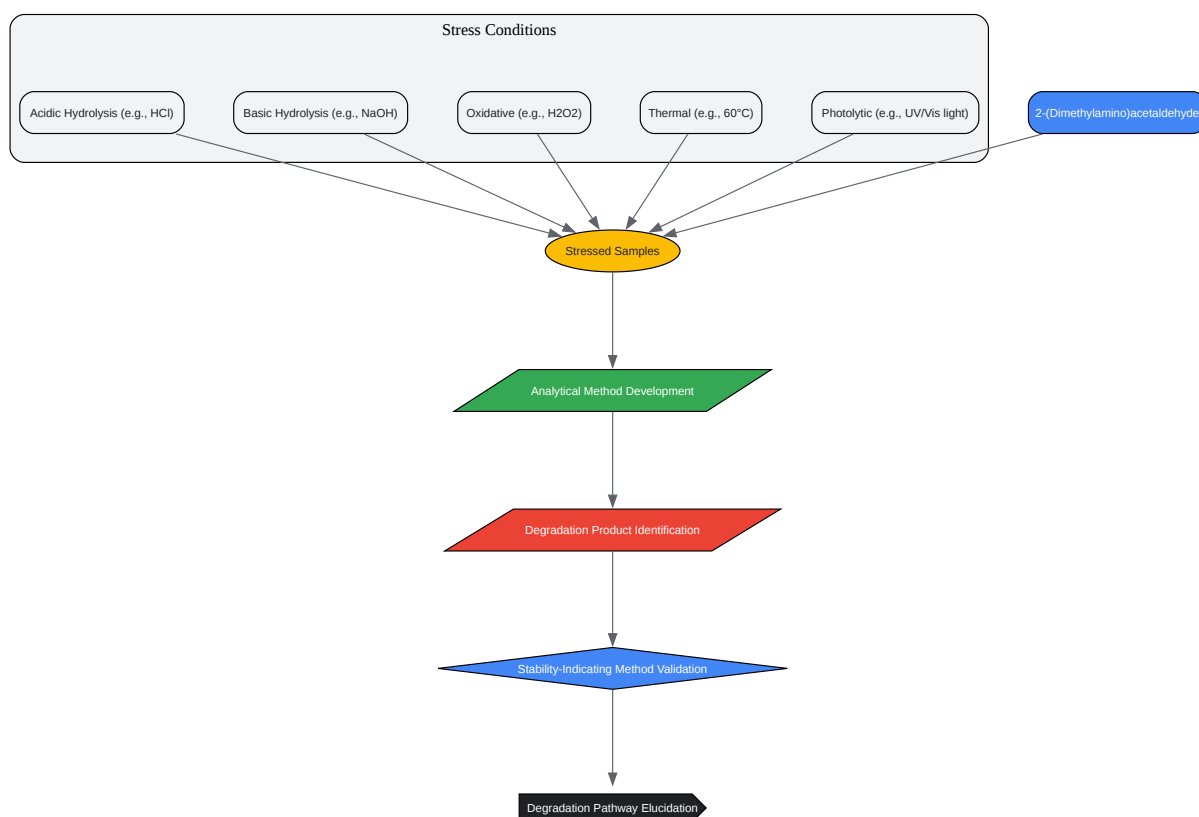 Stress Conditions
Acidic Hydrolysis (e.g., HCl)
Basic Hydrolysis (e.g., NaOH)
Oxidative (e.g., H2O2)
Thermal (e.g., 60°C)
Photolytic (e.g., UV/Vis light)
2-(Dimethylamino)acetaldehyde
Stressed Samples
Analytical Method Development
Degradation Product Identification
Stability-Indicating Method Validation
Degradation Pathway Elucidation